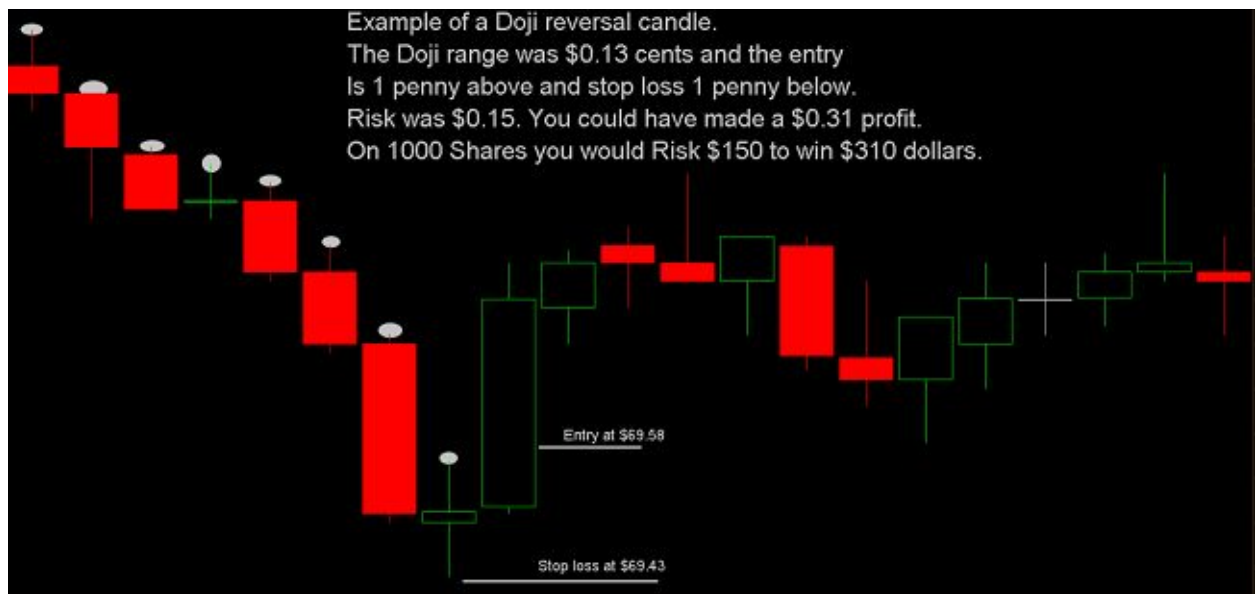 Example of a Doji reversal candle.
The Doji range was $0.13 cents and the entry
Is 1 penny above and stop loss 1 penny below.
Risk was $0.15. You could have made a $0.31 profit.
On 1000 Shares you would Risk $150 to win $310 dollars.
Entry at $69.58
Stop loss at $69.43